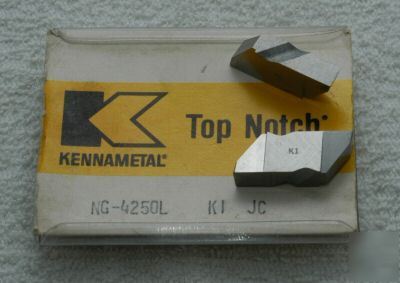 Top Notch
K1
KENNAMETAL®
NG-4250L K1 JC